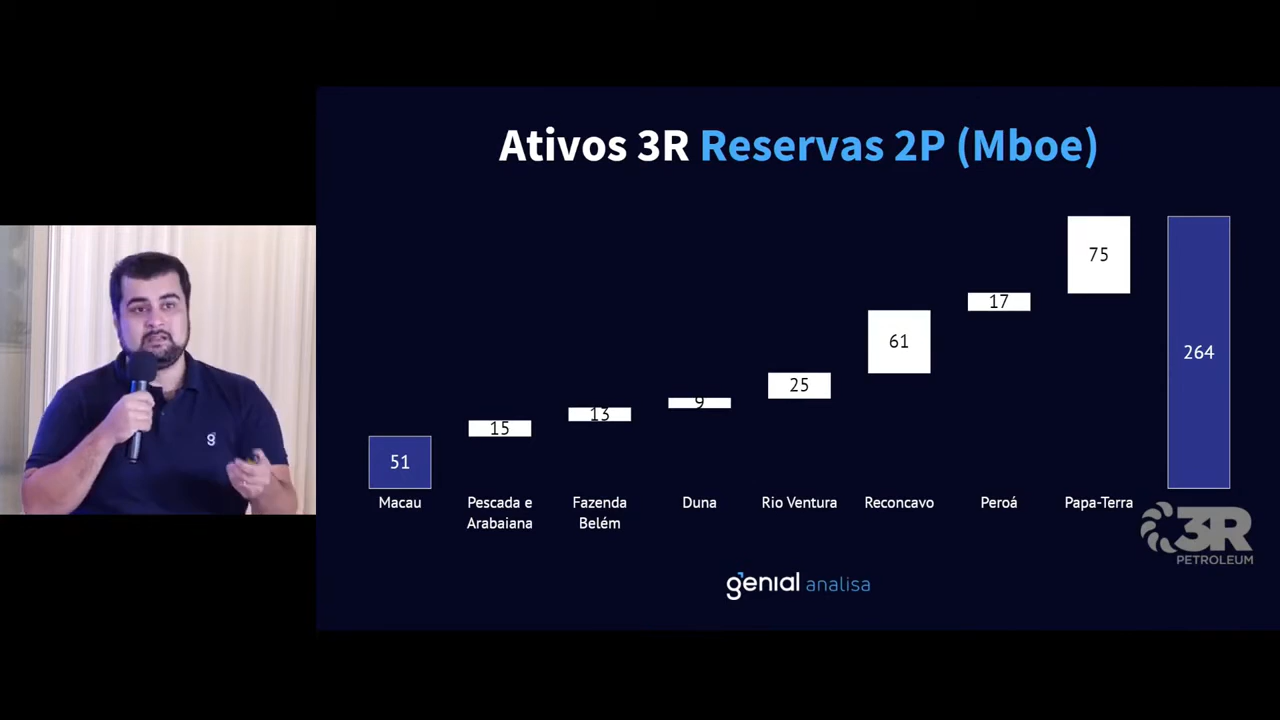 Ativos 3R Reservas 2P (Mboe)
75
17
61
264
25
9
13
15
51
Macau
Pescada e
Arabaiana
Fazenda
Belém
Duna
Rio Ventura
Reconcavo
Peroá
Papa-Terra
3R
PETROLEUM
genial analisa
g